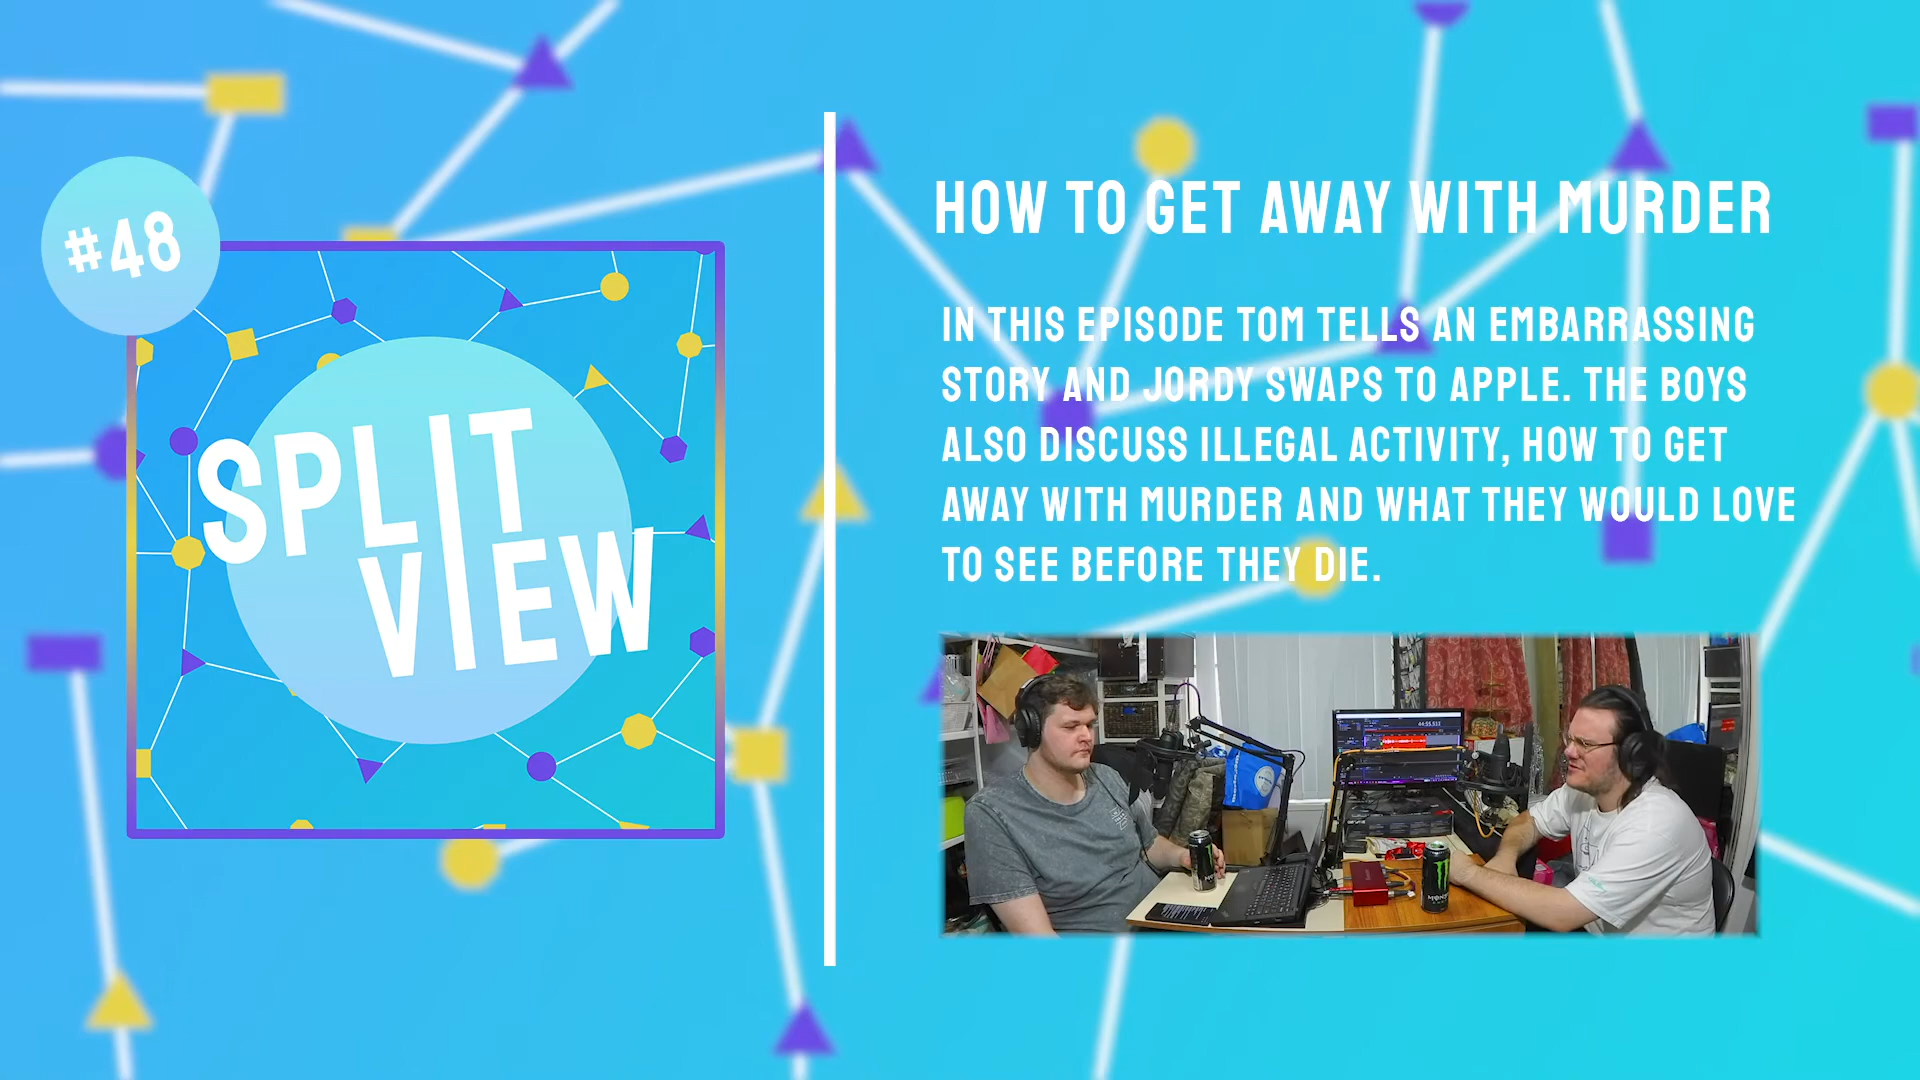 #48
SPLIT
VIEW
HOW TO GET AWAY WITH MURDER
IN THIS EPISODE TOM TELLS AN EMBARRASSING
STORY AND JORDY SWAPS TO APPLE. THE BOYS
ALSO DISCUSS ILLEGAL ACTIVITY, HOW TO GET
AWAY WITH MURDER AND WHAT THEY WOULD LOVE
TO SEE BEFORE THEY DIE.